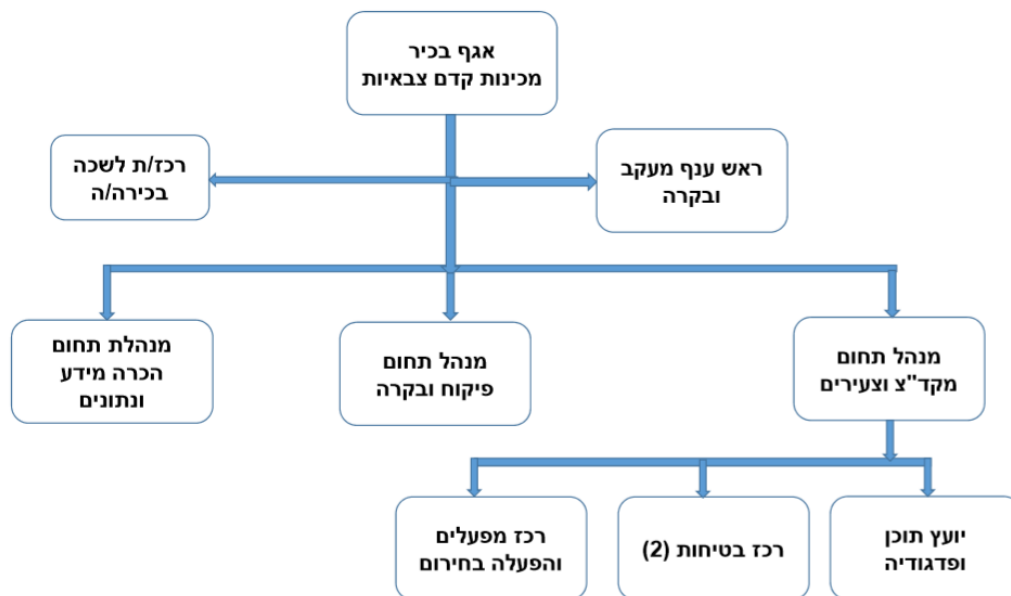 אגף בכיר
מכינות קדם צבאיות
ראש ענף מעקב
ובקרה
רכז/ת לשכה
בכירה/ה
מנהל תחום
מקד"צ וצעירים
מנהל תחום
פיקוח ובקרה
מנהלת תחום
הכרה מידע
ונתונים
יועץ תוכן
ופדגודיה
רכז בטיחות (2)
רכז מפעלים
והפעלה בחירום